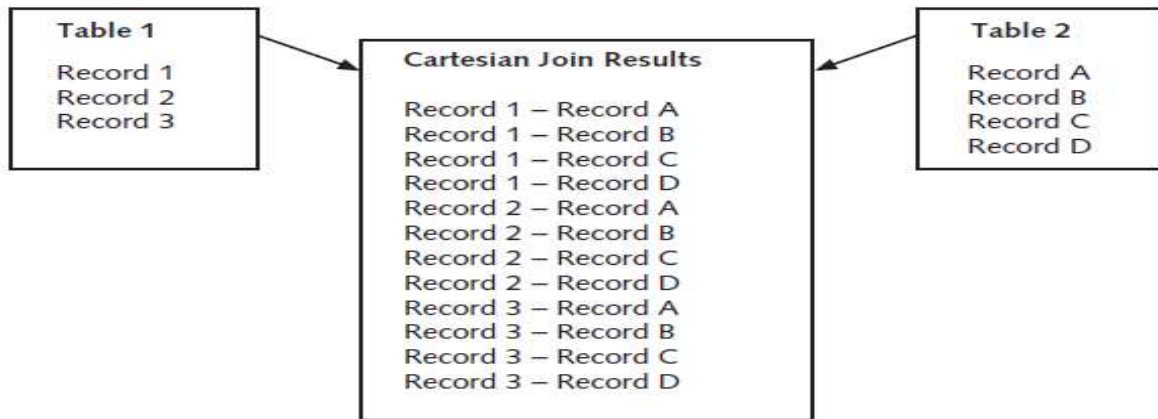 Table 1
Record 1
Record 2
Record 3
Cartesian Join Results
Record 1 – Record A
Record 1 – Record B
Record 1 – Record C
Record 1 – Record D
Record 2 – Record A
Record 2 – Record B
Record 2 – Record C
Record 2 – Record D
Record 3 – Record A
Record 3 – Record B
Record 3 – Record C
Record 3 – Record D
Table 2
Record A
Record B
Record C
Record D